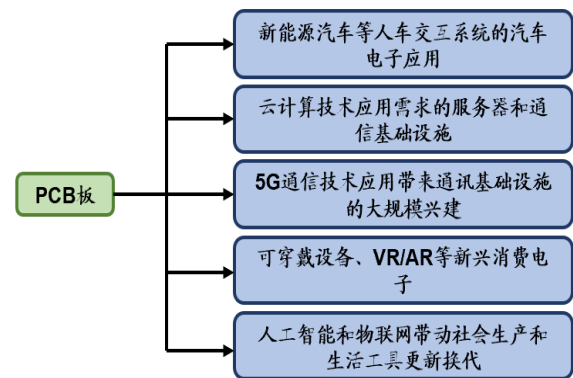 新能源汽车等人车交互系统的汽车
电子应用
云计算技术应用需求的服务器和通
信基础设施
PCB板
5G通信技术应用带来通讯基础设施
的大规模兴建
可穿戴设备、VR/AR等新兴消费电
子
人工智能和物联网带动社会生产和
生活工具更新换代